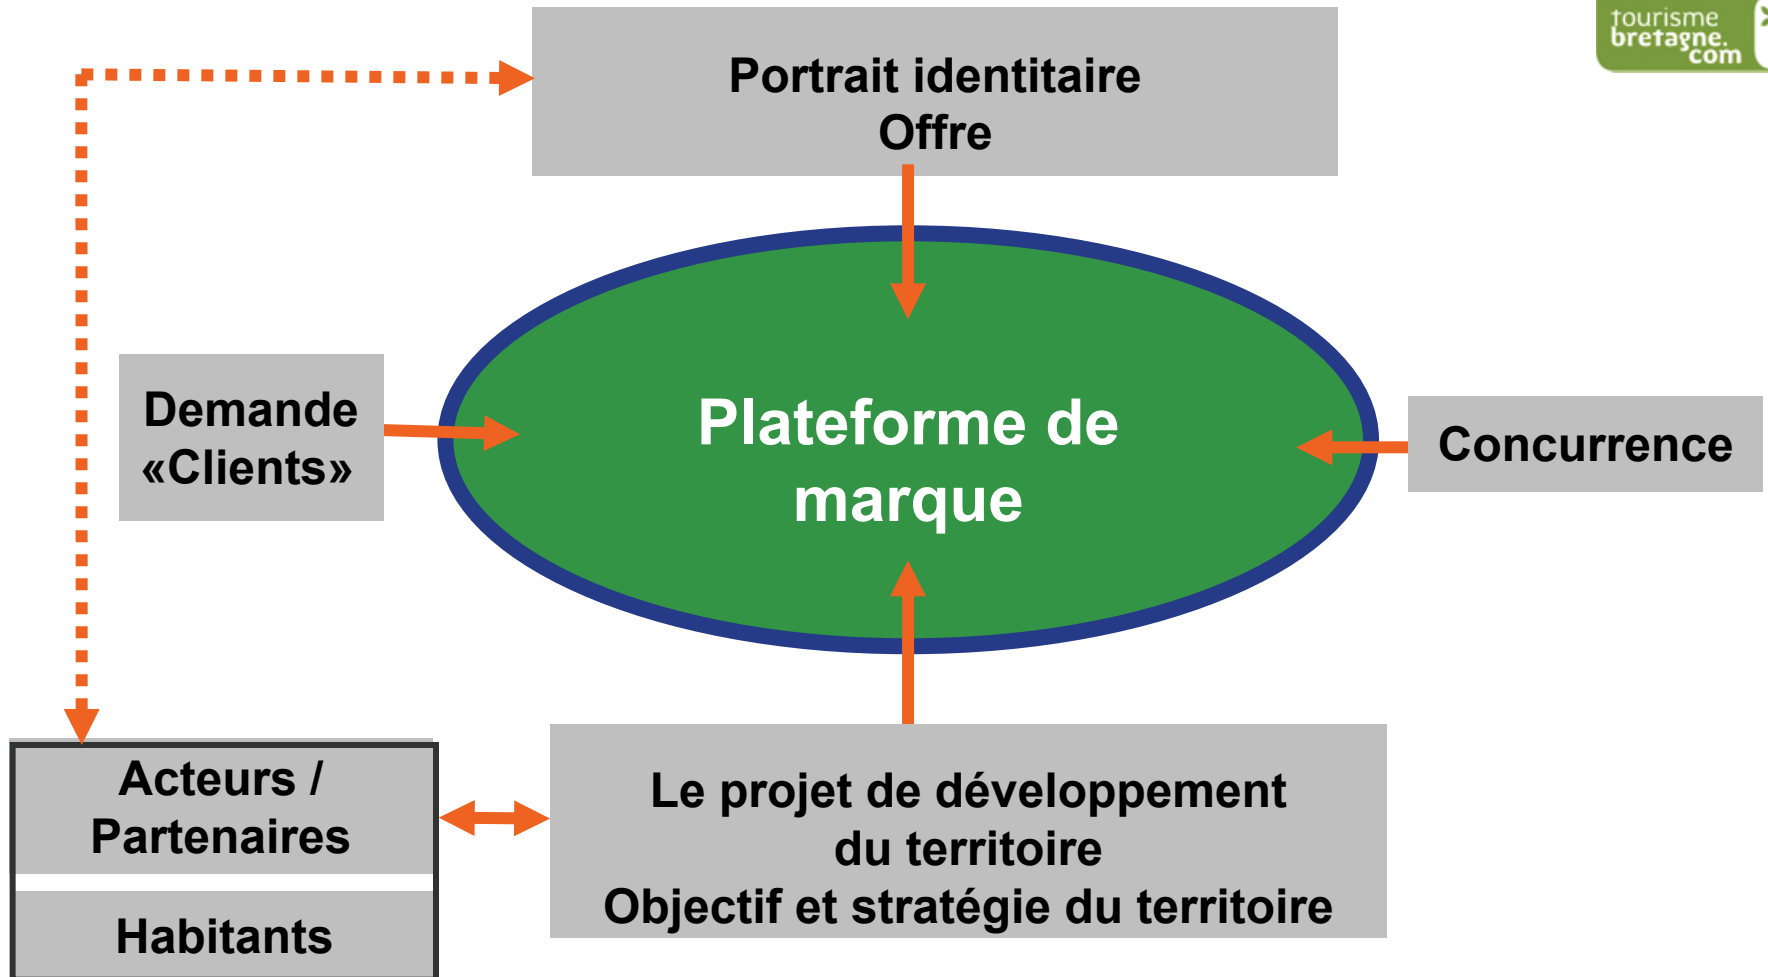 tourisme
bretagne.
com
Portrait identitaire
Offre
Demande
«Clients»
Plateforme de
marque
Concurrence
Acteurs /
Partenaires
Habitants
Le projet de développement
du territoire
Objectif et stratégie du territoire